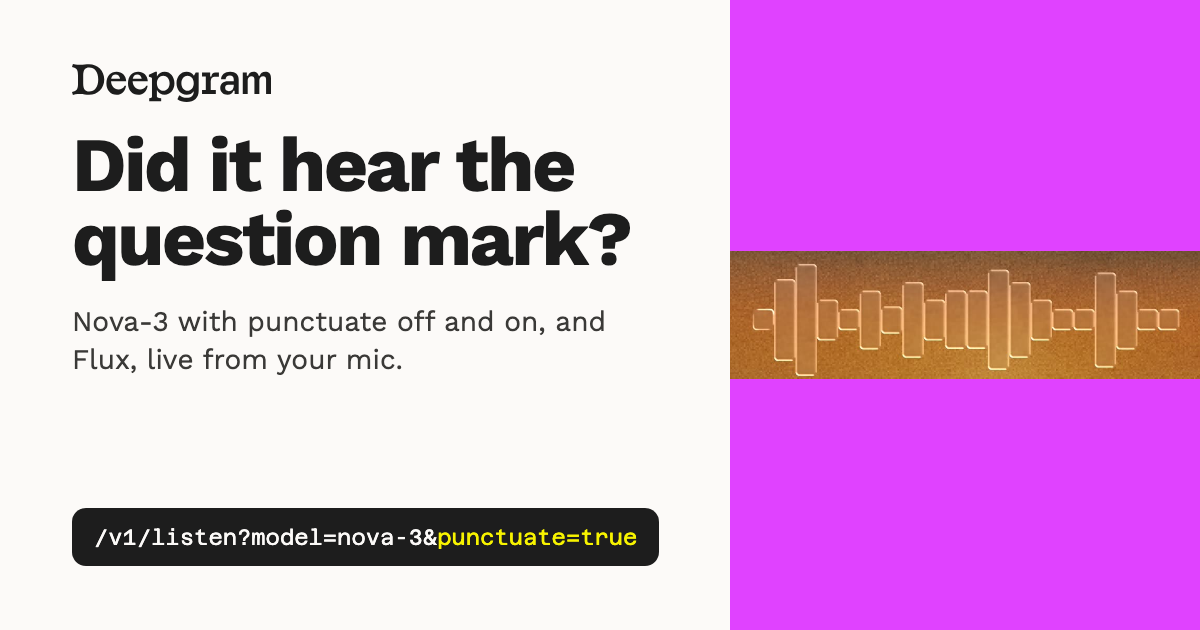 Deepgram
Did it hear the
question mark?
Nova-3 with punctuate off and on, and
Flux, live from your mic.
/v1/listen?model=nova-3&punctuate=true